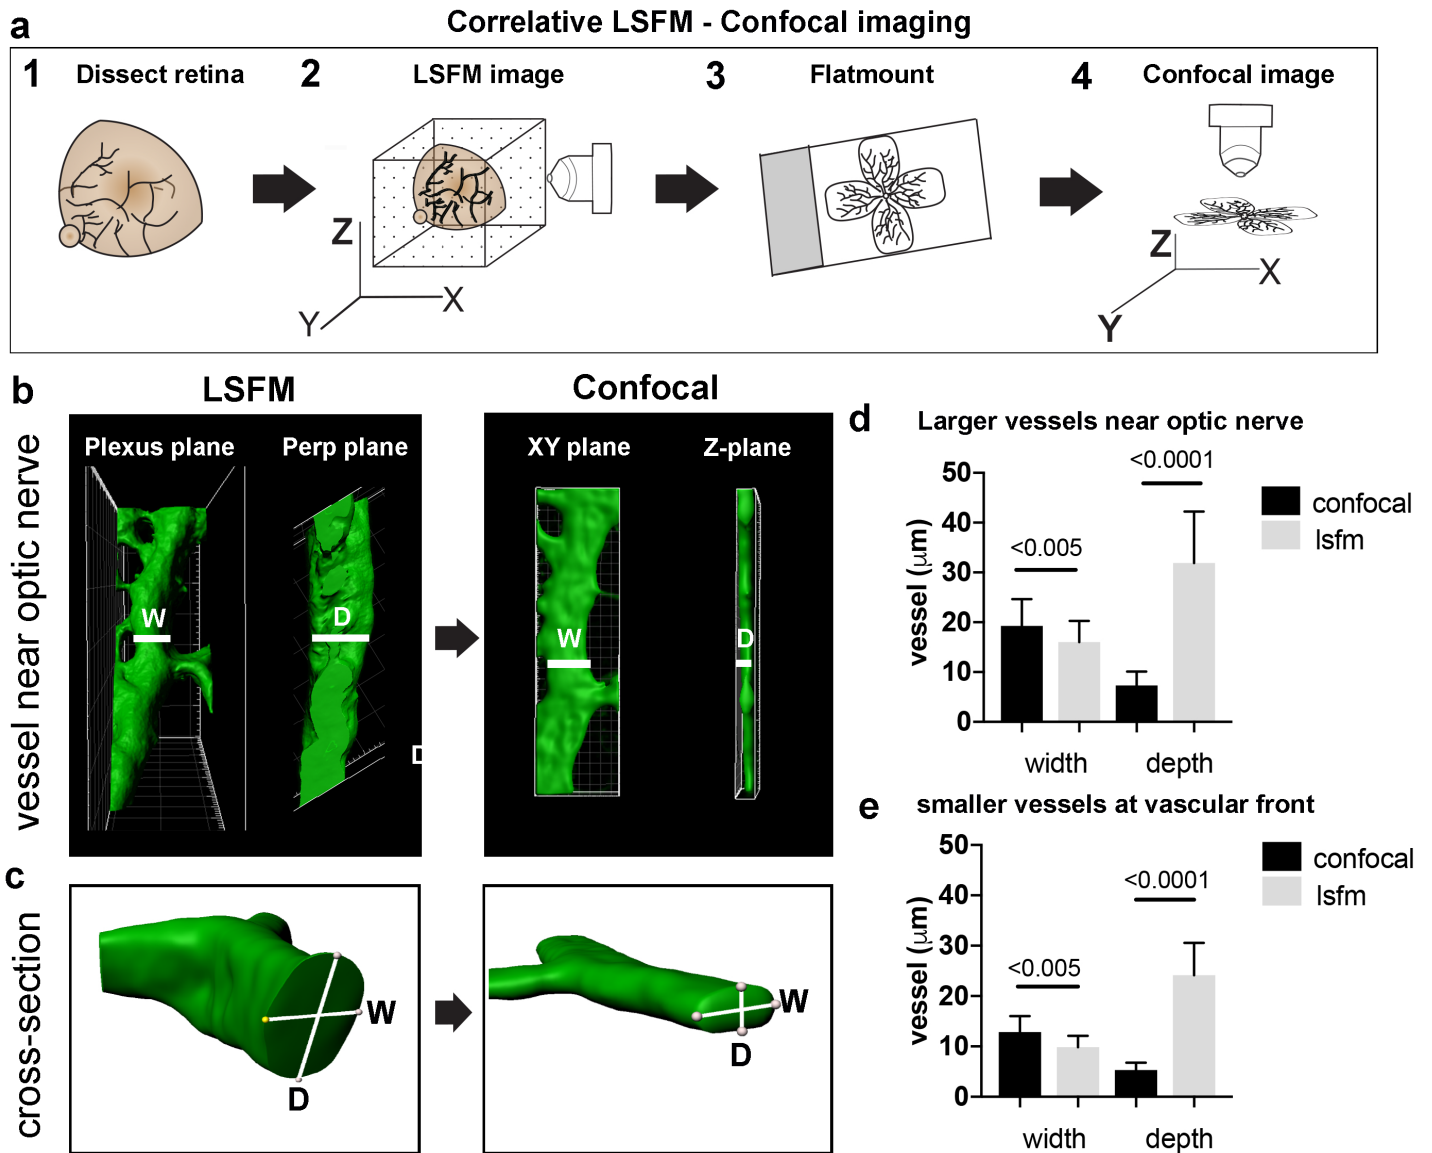 a
Correlative LSFM - Confocal imaging
1 Dissect retina
2 LSFM image
3 Flatmount
4 Confocal image
Z
X
Y
Z
X
Y
b
LSFM
Confocal
vessel near optic nerve
Plexus plane
Perp plane
XY plane
Z-plane
W
D
W
D
D
c
cross-section
W
D
W
D
d
Larger vessels near optic nerve
vessel (μm)
50
40
30
20
10
0
<0.005
<0.0001
confocal
lsfm
width
depth
e
smaller vessels at vascular front
vessel (μm)
50
40
30
20
10
0
<0.005
<0.0001
confocal
lsfm
width
depth